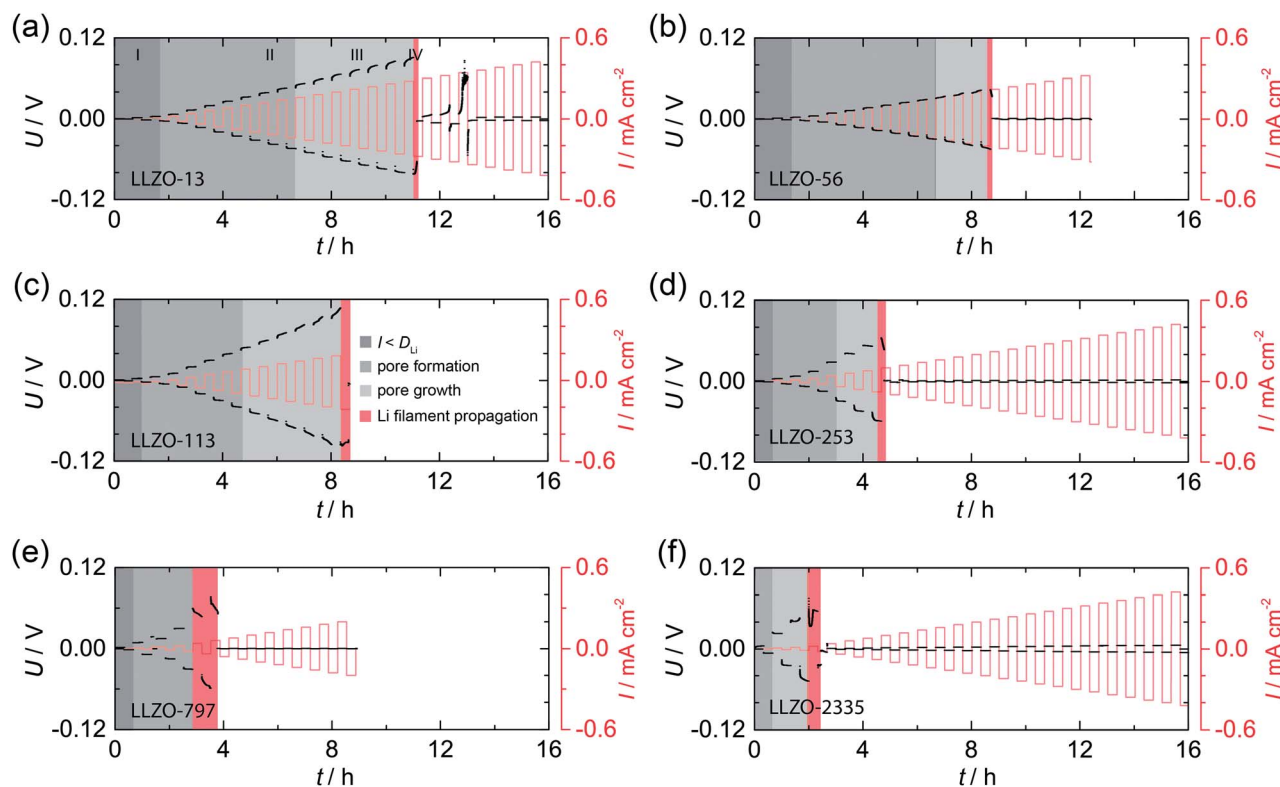 (a)
0.12
0.00
-0.12
U / V
I
II
III
IV
LLZO-13
0.6
0.0
-0.6
I / mA cm⁻²
0 4 8 12 16
t / h
(b)
0.12
0.00
-0.12
U / V
LLZO-56
0.6
0.0
-0.6
I / mA cm⁻²
0 4 8 12 16
t / h
(c)
0.12
0.00
-0.12
U / V
I < D_Li
pore formation
pore growth
Li filament propagation
LLZO-113
0.6
0.0
-0.6
I / mA cm⁻²
0 4 8 12 16
t / h
(d)
0.12
0.00
-0.12
U / V
LLZO-253
0.6
0.0
-0.6
I / mA cm⁻²
0 4 8 12 16
t / h
(e)
0.12
0.00
-0.12
U / V
LLZO-797
0.6
0.0
-0.6
I / mA cm⁻²
0 4 8 12 16
t / h
(f)
0.12
0.00
-0.12
U / V
LLZO-2335
0.6
0.0
-0.6
I / mA cm⁻²
0 4 8 12 16
t / h